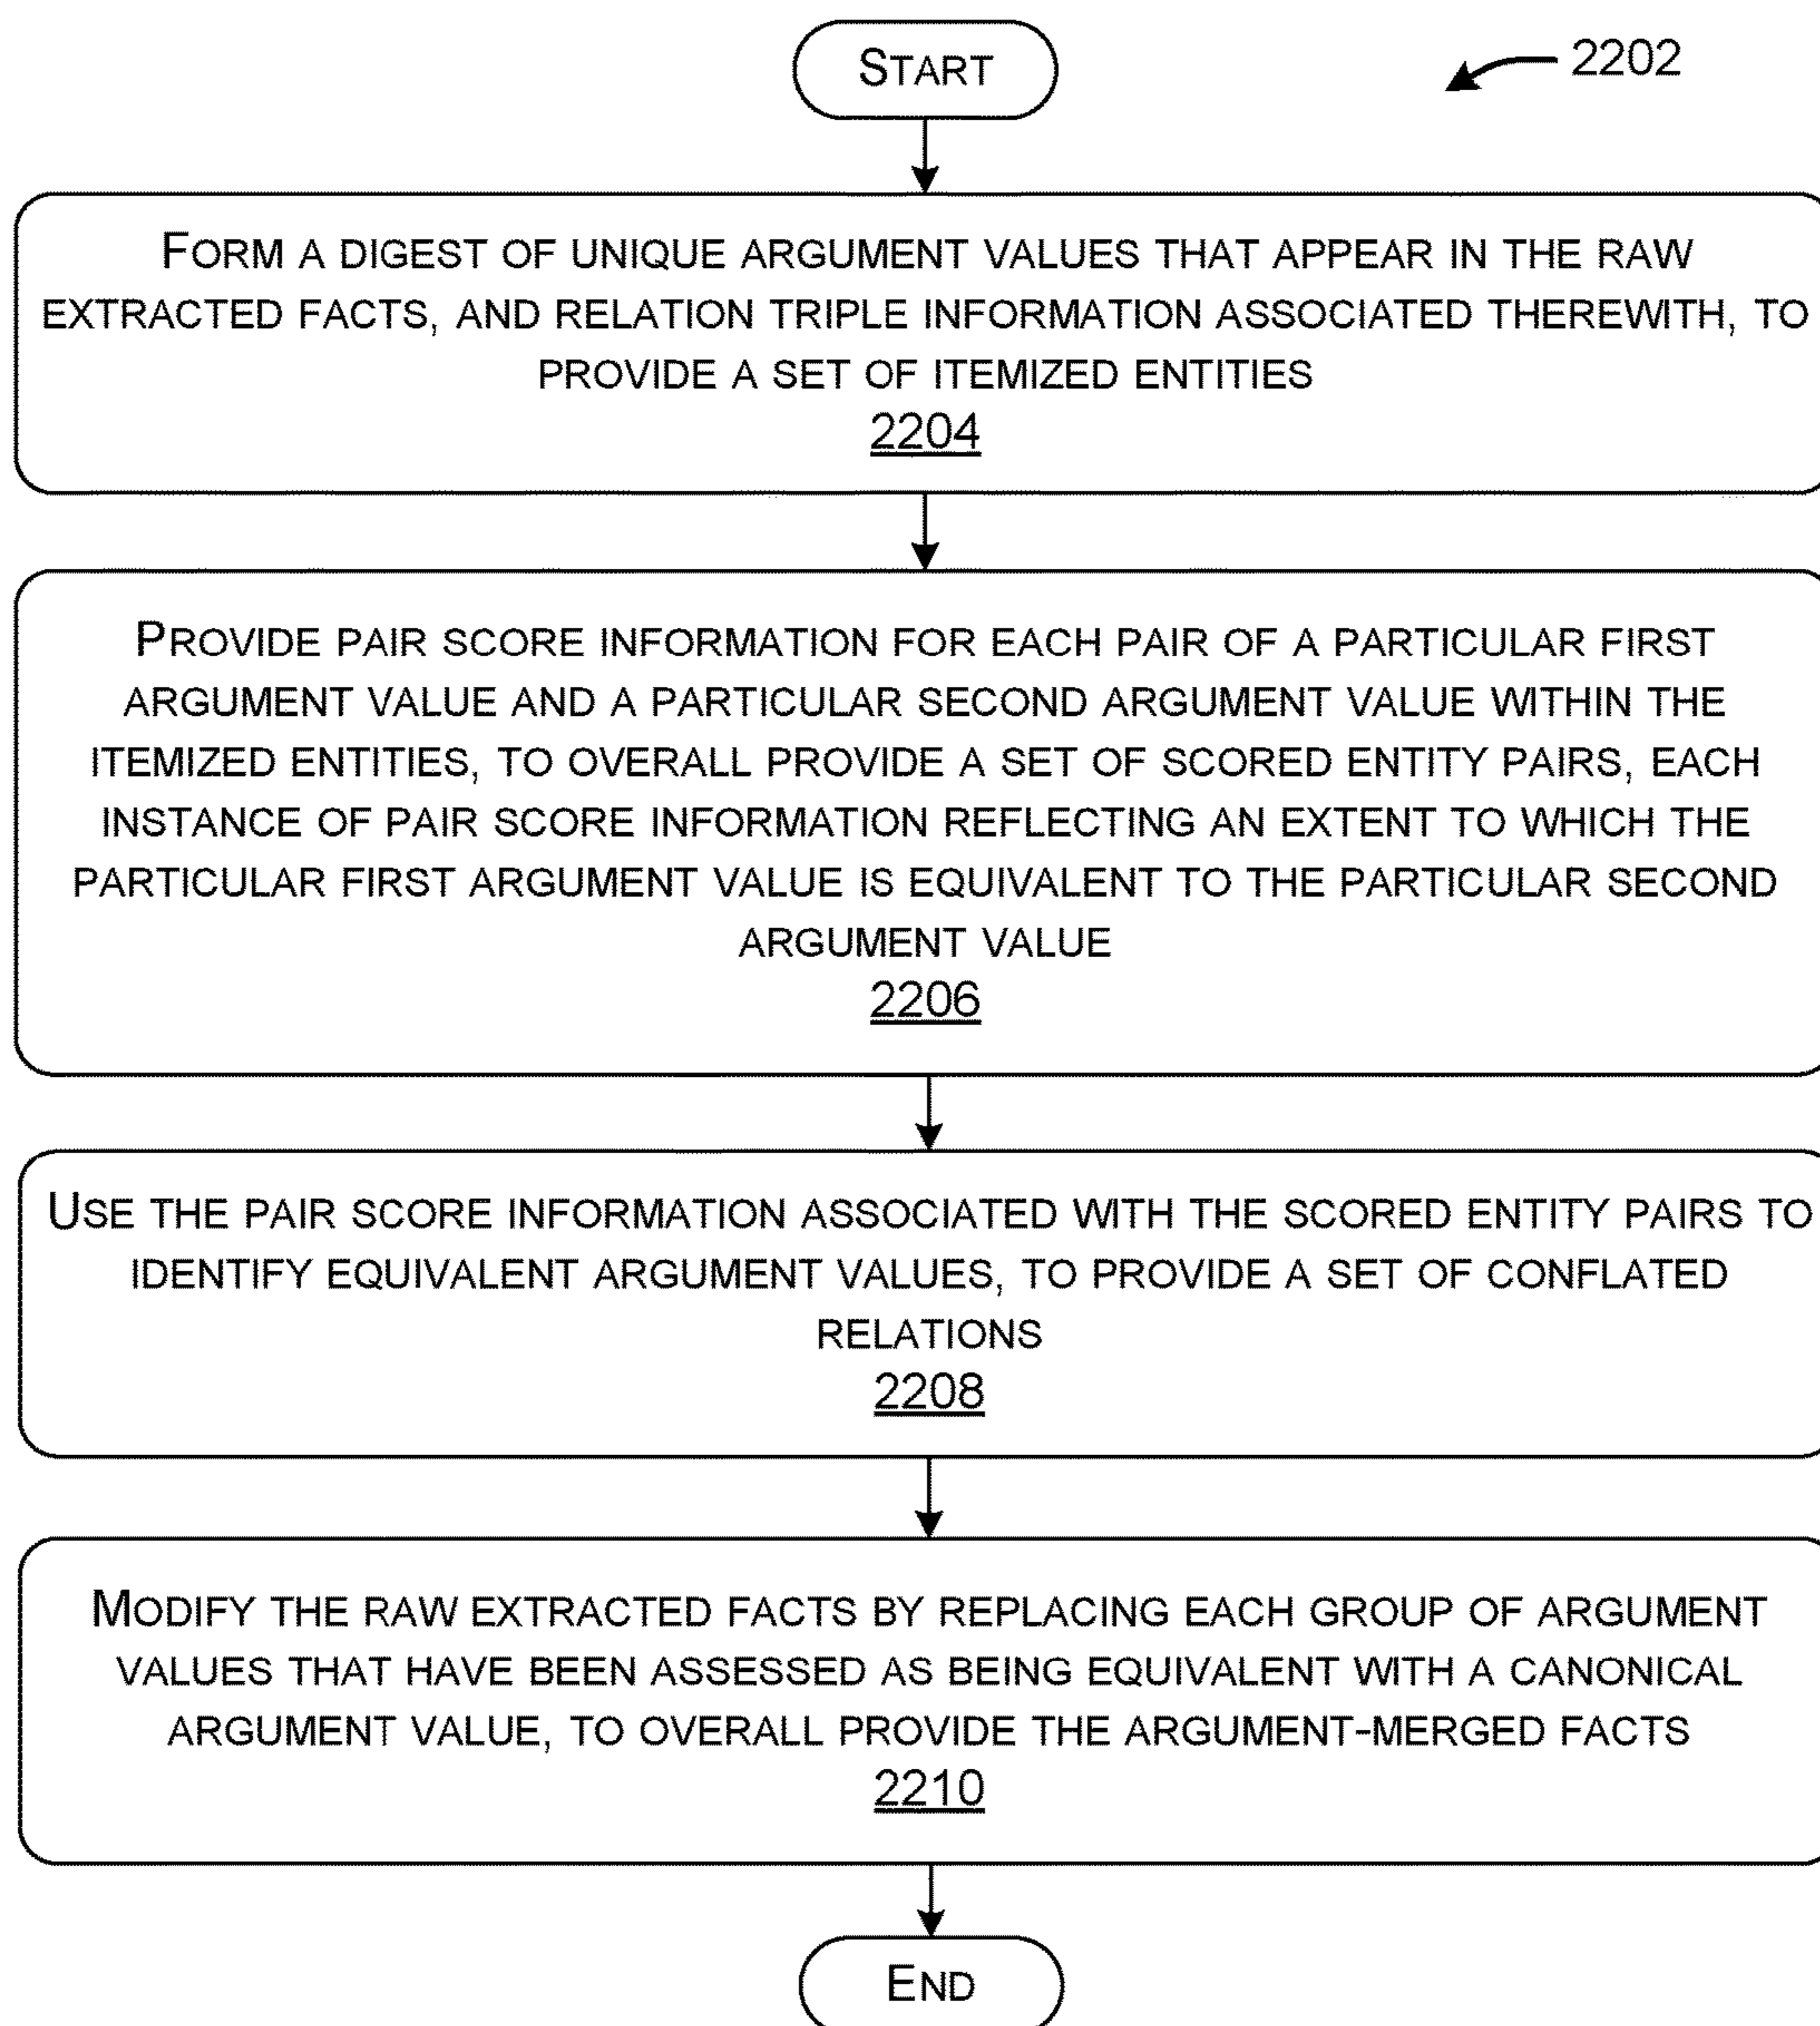 START
2202
FORM A DIGEST OF UNIQUE ARGUMENT VALUES THAT APPEAR IN THE RAW
EXTRACTED FACTS, AND RELATION TRIPLE INFORMATION ASSOCIATED THEREWITH, TO
PROVIDE A SET OF ITEMIZED ENTITIES
2204
PROVIDE PAIR SCORE INFORMATION FOR EACH PAIR OF A PARTICULAR FIRST
ARGUMENT VALUE AND A PARTICULAR SECOND ARGUMENT VALUE WITHIN THE
ITEMIZED ENTITIES, TO OVERALL PROVIDE A SET OF SCORED ENTITY PAIRS, EACH
INSTANCE OF PAIR SCORE INFORMATION REFLECTING AN EXTENT TO WHICH THE
PARTICULAR FIRST ARGUMENT VALUE IS EQUIVALENT TO THE PARTICULAR SECOND
ARGUMENT VALUE
2206
USE THE PAIR SCORE INFORMATION ASSOCIATED WITH THE SCORED ENTITY PAIRS TO
IDENTIFY EQUIVALENT ARGUMENT VALUES, TO PROVIDE A SET OF CONFLATED
RELATIONS
2208
MODIFY THE RAW EXTRACTED FACTS BY REPLACING EACH GROUP OF ARGUMENT
VALUES THAT HAVE BEEN ASSESSED AS BEING EQUIVALENT WITH A CANONICAL
ARGUMENT VALUE, TO OVERALL PROVIDE THE ARGUMENT-MERGED FACTS
2210
END